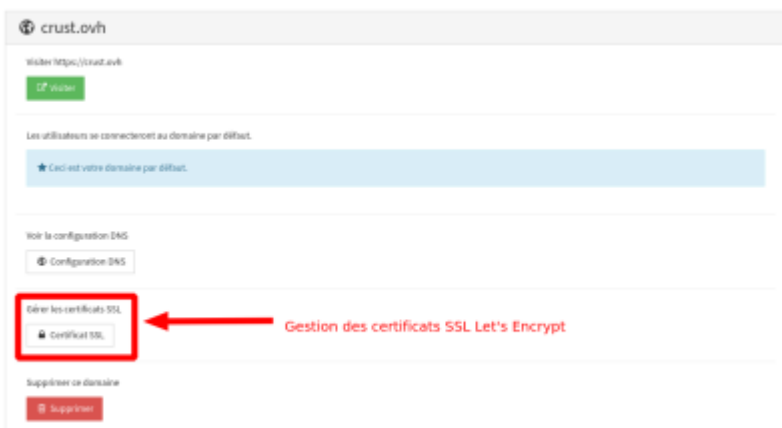 crust.ovh
Visiter https://crust.ovh
Visiter
Les utilisateurs se connecteront au domaine par défaut.
Ceci est votre domaine par défaut.
Voir la configuration DNS
Configuration DNS
Gérer les certificats SSL
Certificat SSL
Gestion des certificats SSL Let's Encrypt
Supprimer ce domaine
Supprimer